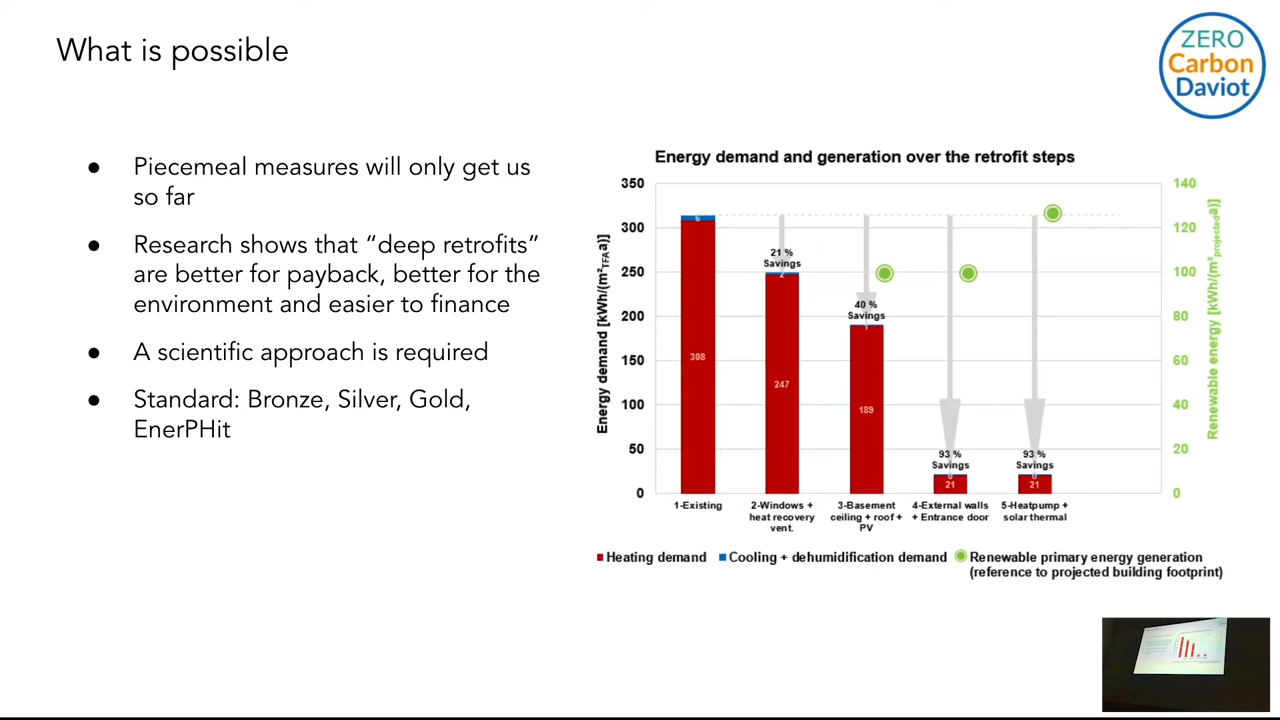 What is possible
ZERO
Carbon
Daviot
● Piecemeal measures will only get us
so far
● Research shows that “deep retrofits”
are better for payback, better for the
environment and easier to finance
● A scientific approach is required
● Standard: Bronze, Silver, Gold,
EnerPHit
Energy demand and generation over the retrofit steps
Energy demand [kWh/(m²TFAa)]
350
300
250
200
150
100
50
0
308
21 %
Savings
2
247
40 %
Savings
1
189
93 %
Savings
0
21
93 %
Savings
0
21
140
120
100
80
60
40
20
0
Renewable energy [kWh/(m²projecteda)]
1-Existing
2-Windows +
heat recovery
vent.
3-Basement
ceiling + roof +
PV
4-External walls
+ Entrance door
5-Heatpump +
solar thermal
Heating demand
Cooling + dehumidification demand
Renewable primary energy generation
(reference to projected building footprint)